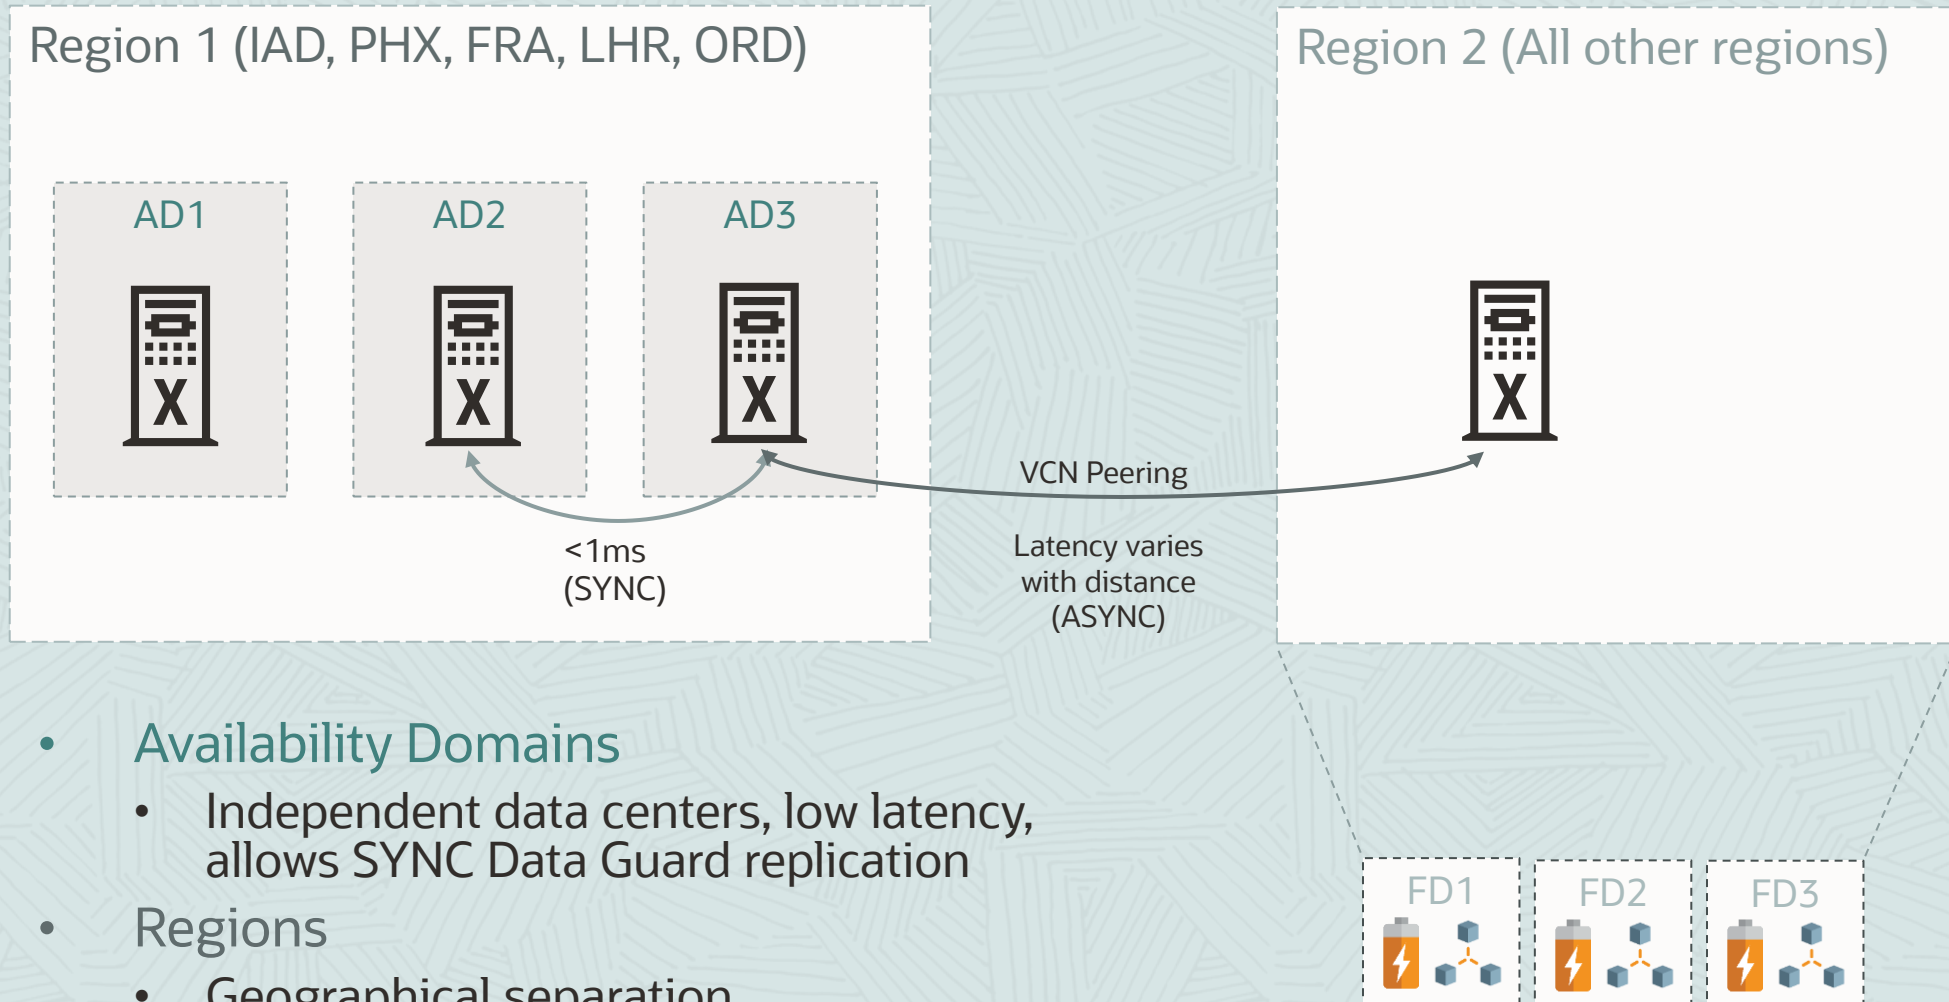 Region 1 (IAD, PHX, FRA, LHR, ORD)
Region 2 (All other regions)
AD1
AD2
AD3
X
X
X
X
<1ms
(SYNC)
VCN Peering
Latency varies
with distance
(ASYNC)
• Availability Domains
• Independent data centers, low latency,
allows SYNC Data Guard replication
• Regions
• Geographical separation
FD1
FD2
FD3